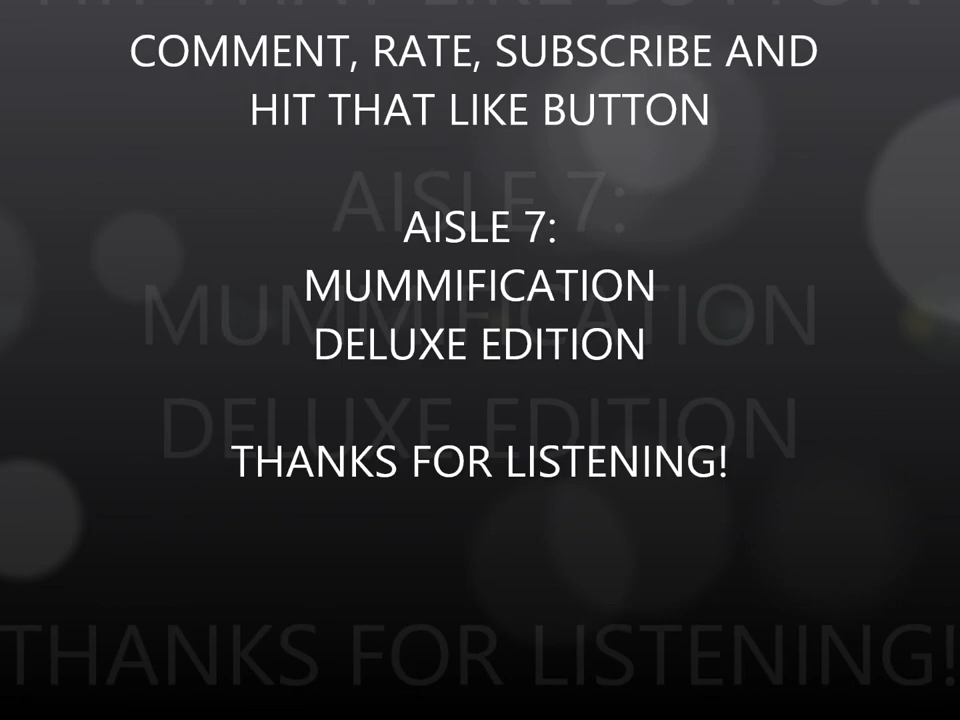 COMMENT, RATE, SUBSCRIBE AND
HIT THAT LIKE BUTTON
AISLE 7:
MUMMIFICATION
DELUXE EDITION
THANKS FOR LISTENING!